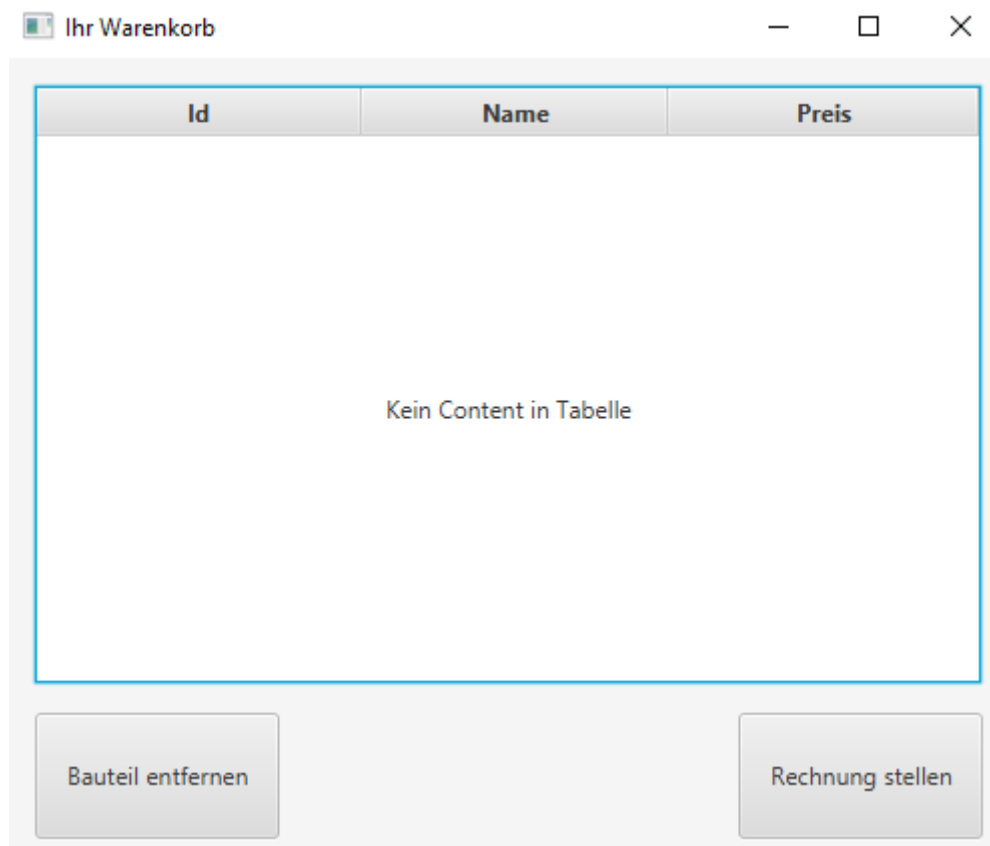 Ihr Warenkorb
Id Name Preis
Kein Content in Tabelle
Bauteil entfernen Rechnung stellen